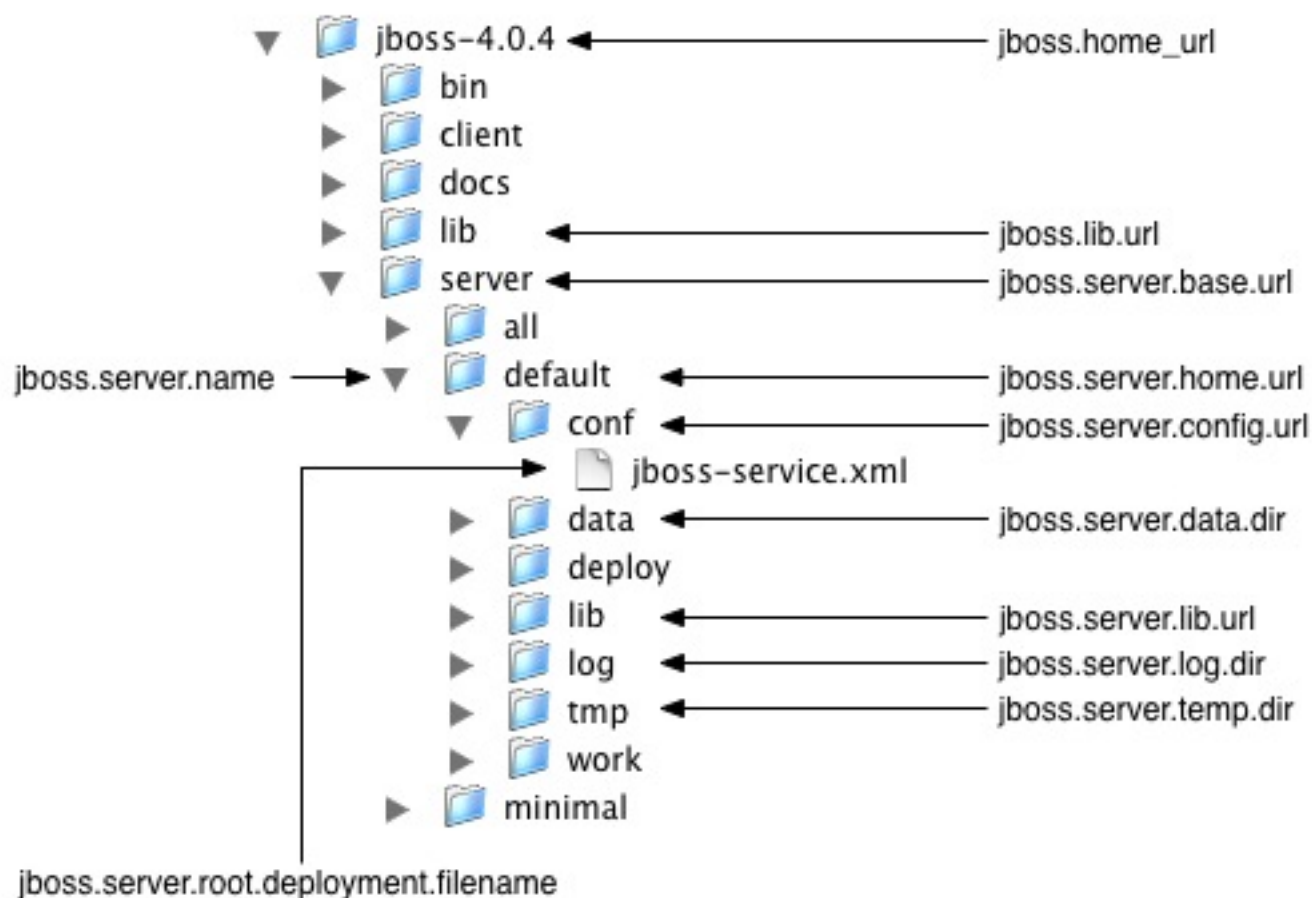 jboss-4.0.4 jboss.home_url
bin
client
docs
lib jboss.lib.url
server jboss.server.base.url
all
jboss.server.name default jboss.server.home.url
conf jboss.server.config.url
jboss-service.xml
data jboss.server.data.dir
deploy
lib jboss.server.lib.url
log jboss.server.log.dir
tmp jboss.server.temp.dir
work
minimal
jboss.server.root.deployment.filename